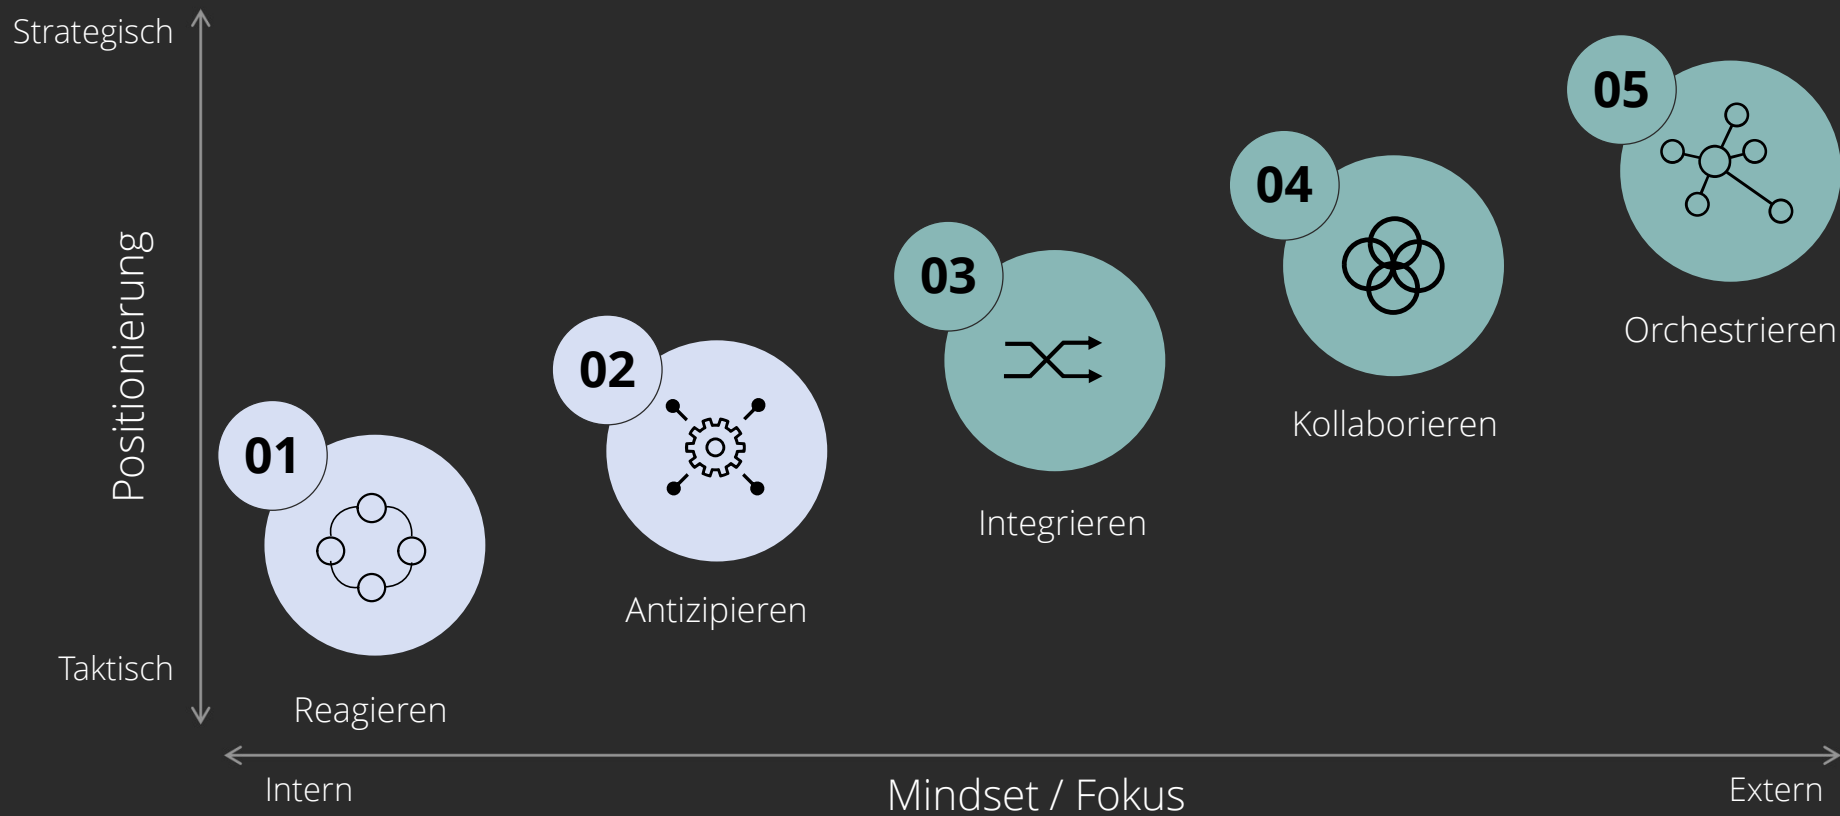 Strategisch
Positionierung
Taktisch
01
Reagieren
02
Antizipieren
03
Integrieren
04
Kollaborieren
05
Orchestrieren
Intern
Mindset / Fokus
Extern